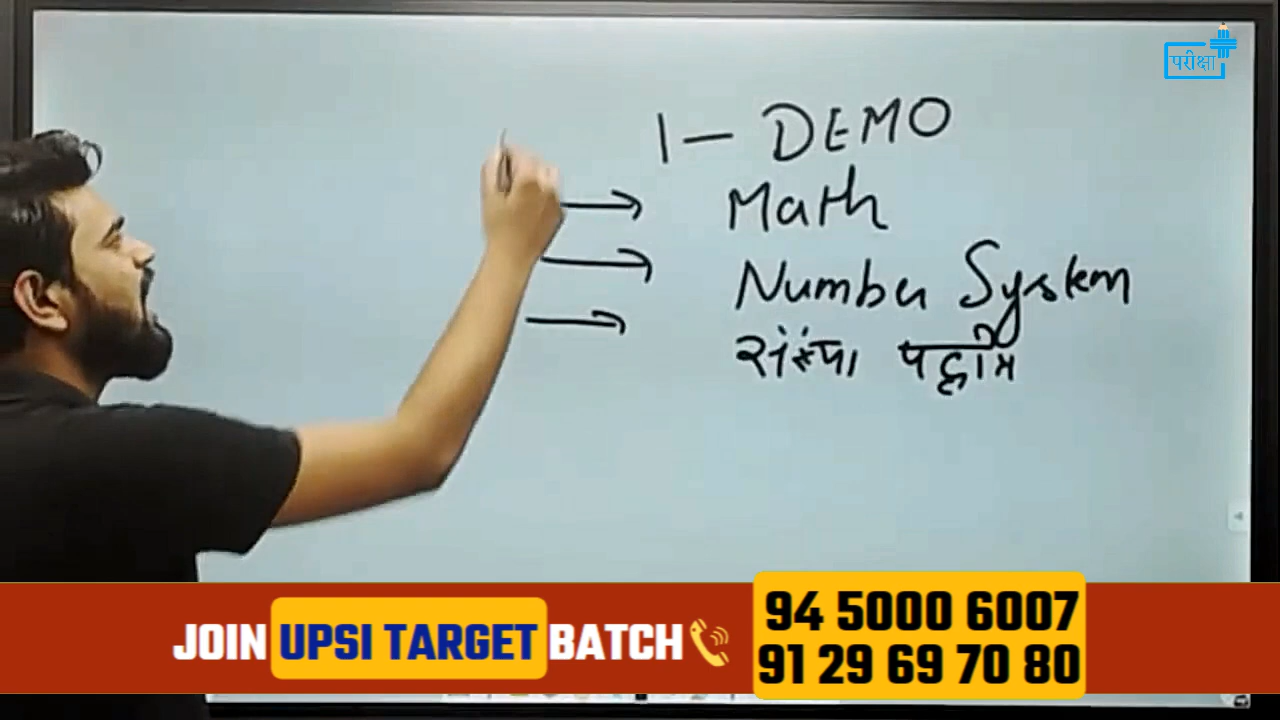 परीक्षा
1 - DEMO
Math
Number System
संख्या पद्धति
JOIN UPSI TARGET BATCH
94 5000 6007
91 29 69 70 80